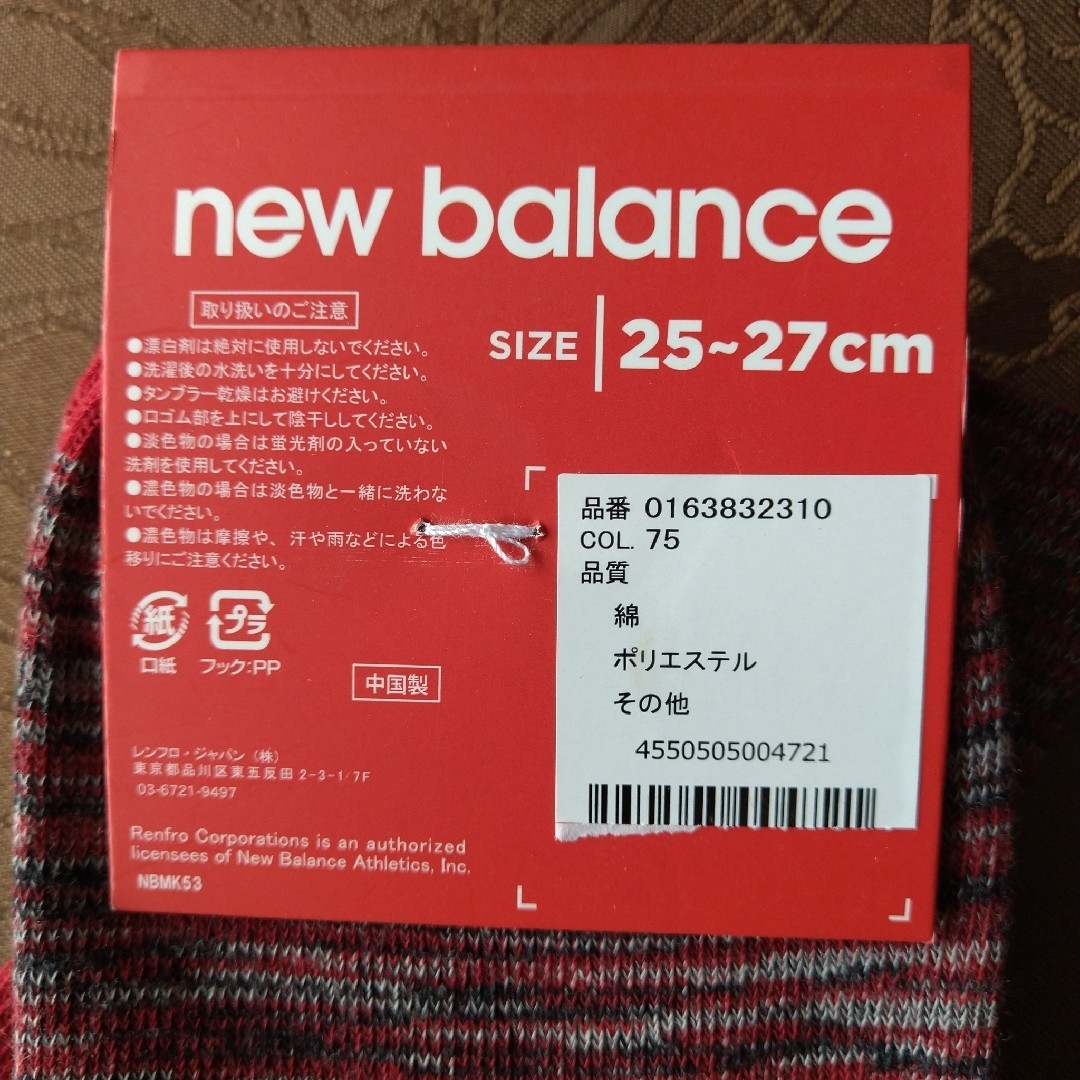 new balance
取り扱いのご注意
●漂白剤は絶対に使用しないでください。
●洗濯後の水洗いを十分にしてください。
●タンブラー乾燥はお避けください。
●口ゴム部を上にして陰干ししてください。
●淡色物の場合は蛍光剤の入っていない
洗剤を使用してください。
●濃色物の場合は淡色物と一緒に洗わな
いでください。
●濃色物は摩擦や、汗や雨などによる色
移りにご注意ください。
紙
口紙
プラ
フック:PP
中国製
レンフロ・ジャパン（株）
東京都品川区東五反田2-3-1/7F
03-6721-9497
Renfro Corporations is an authorized
licensees of New Balance Athletics, Inc.
NBMK53
SIZE 25~27cm
品番 0163832310
COL. 75
品質
綿
ポリエステル
その他
4550505004721